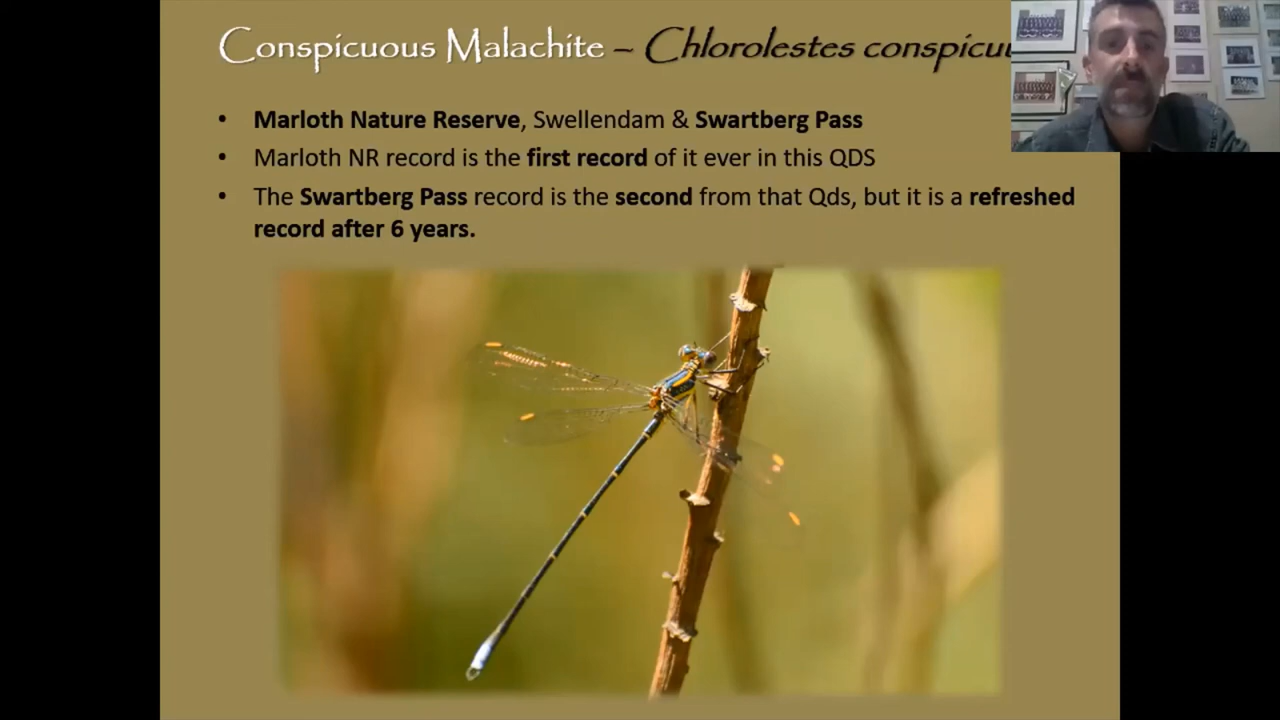 Conspicuous Malachite – Chlorolestes
• Marloth Nature Reserve, Swellendam & Swartberg Pass
• Marloth NR record is the first record of it ever in this QDS
• The Swartberg Pass record is the second from that Qds, but it is a refreshed
record after 6 years.